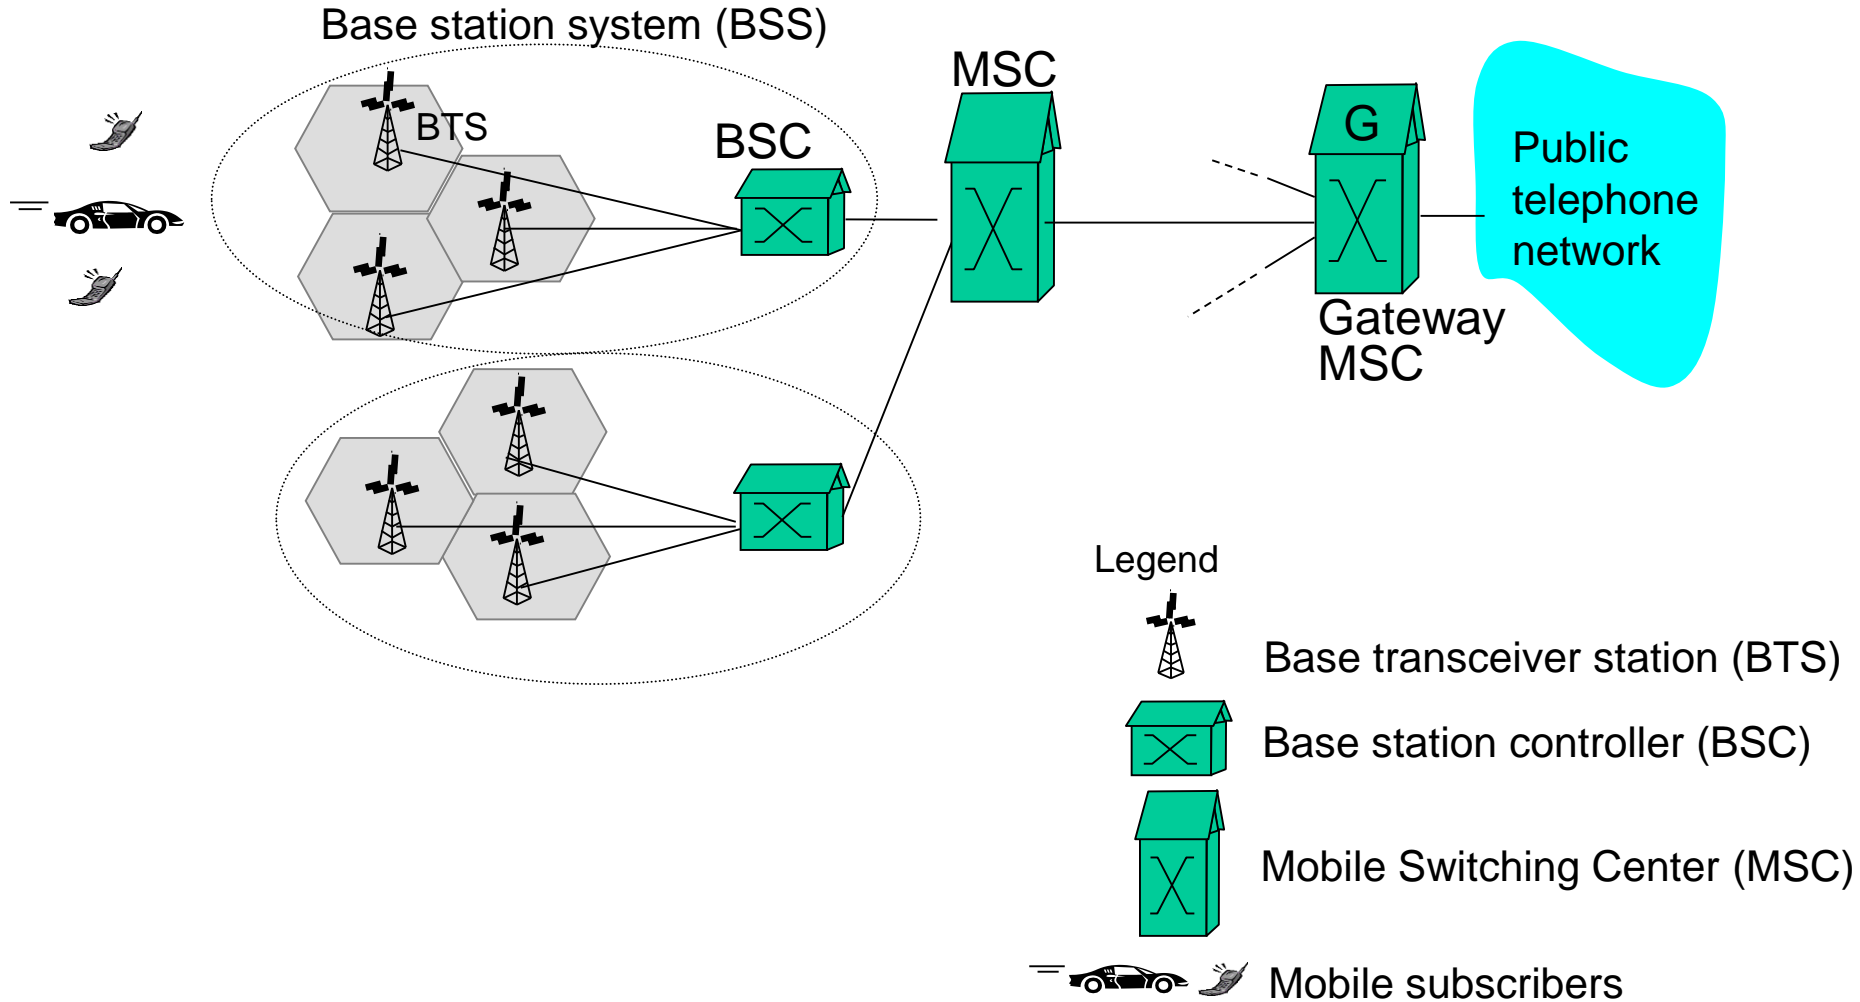 Base station system (BSS)
MSC
BTS
BSC
G
Public
telephone
network
Gateway
MSC
Legend
Base transceiver station (BTS)
Base station controller (BSC)
Mobile Switching Center (MSC)
Mobile subscribers